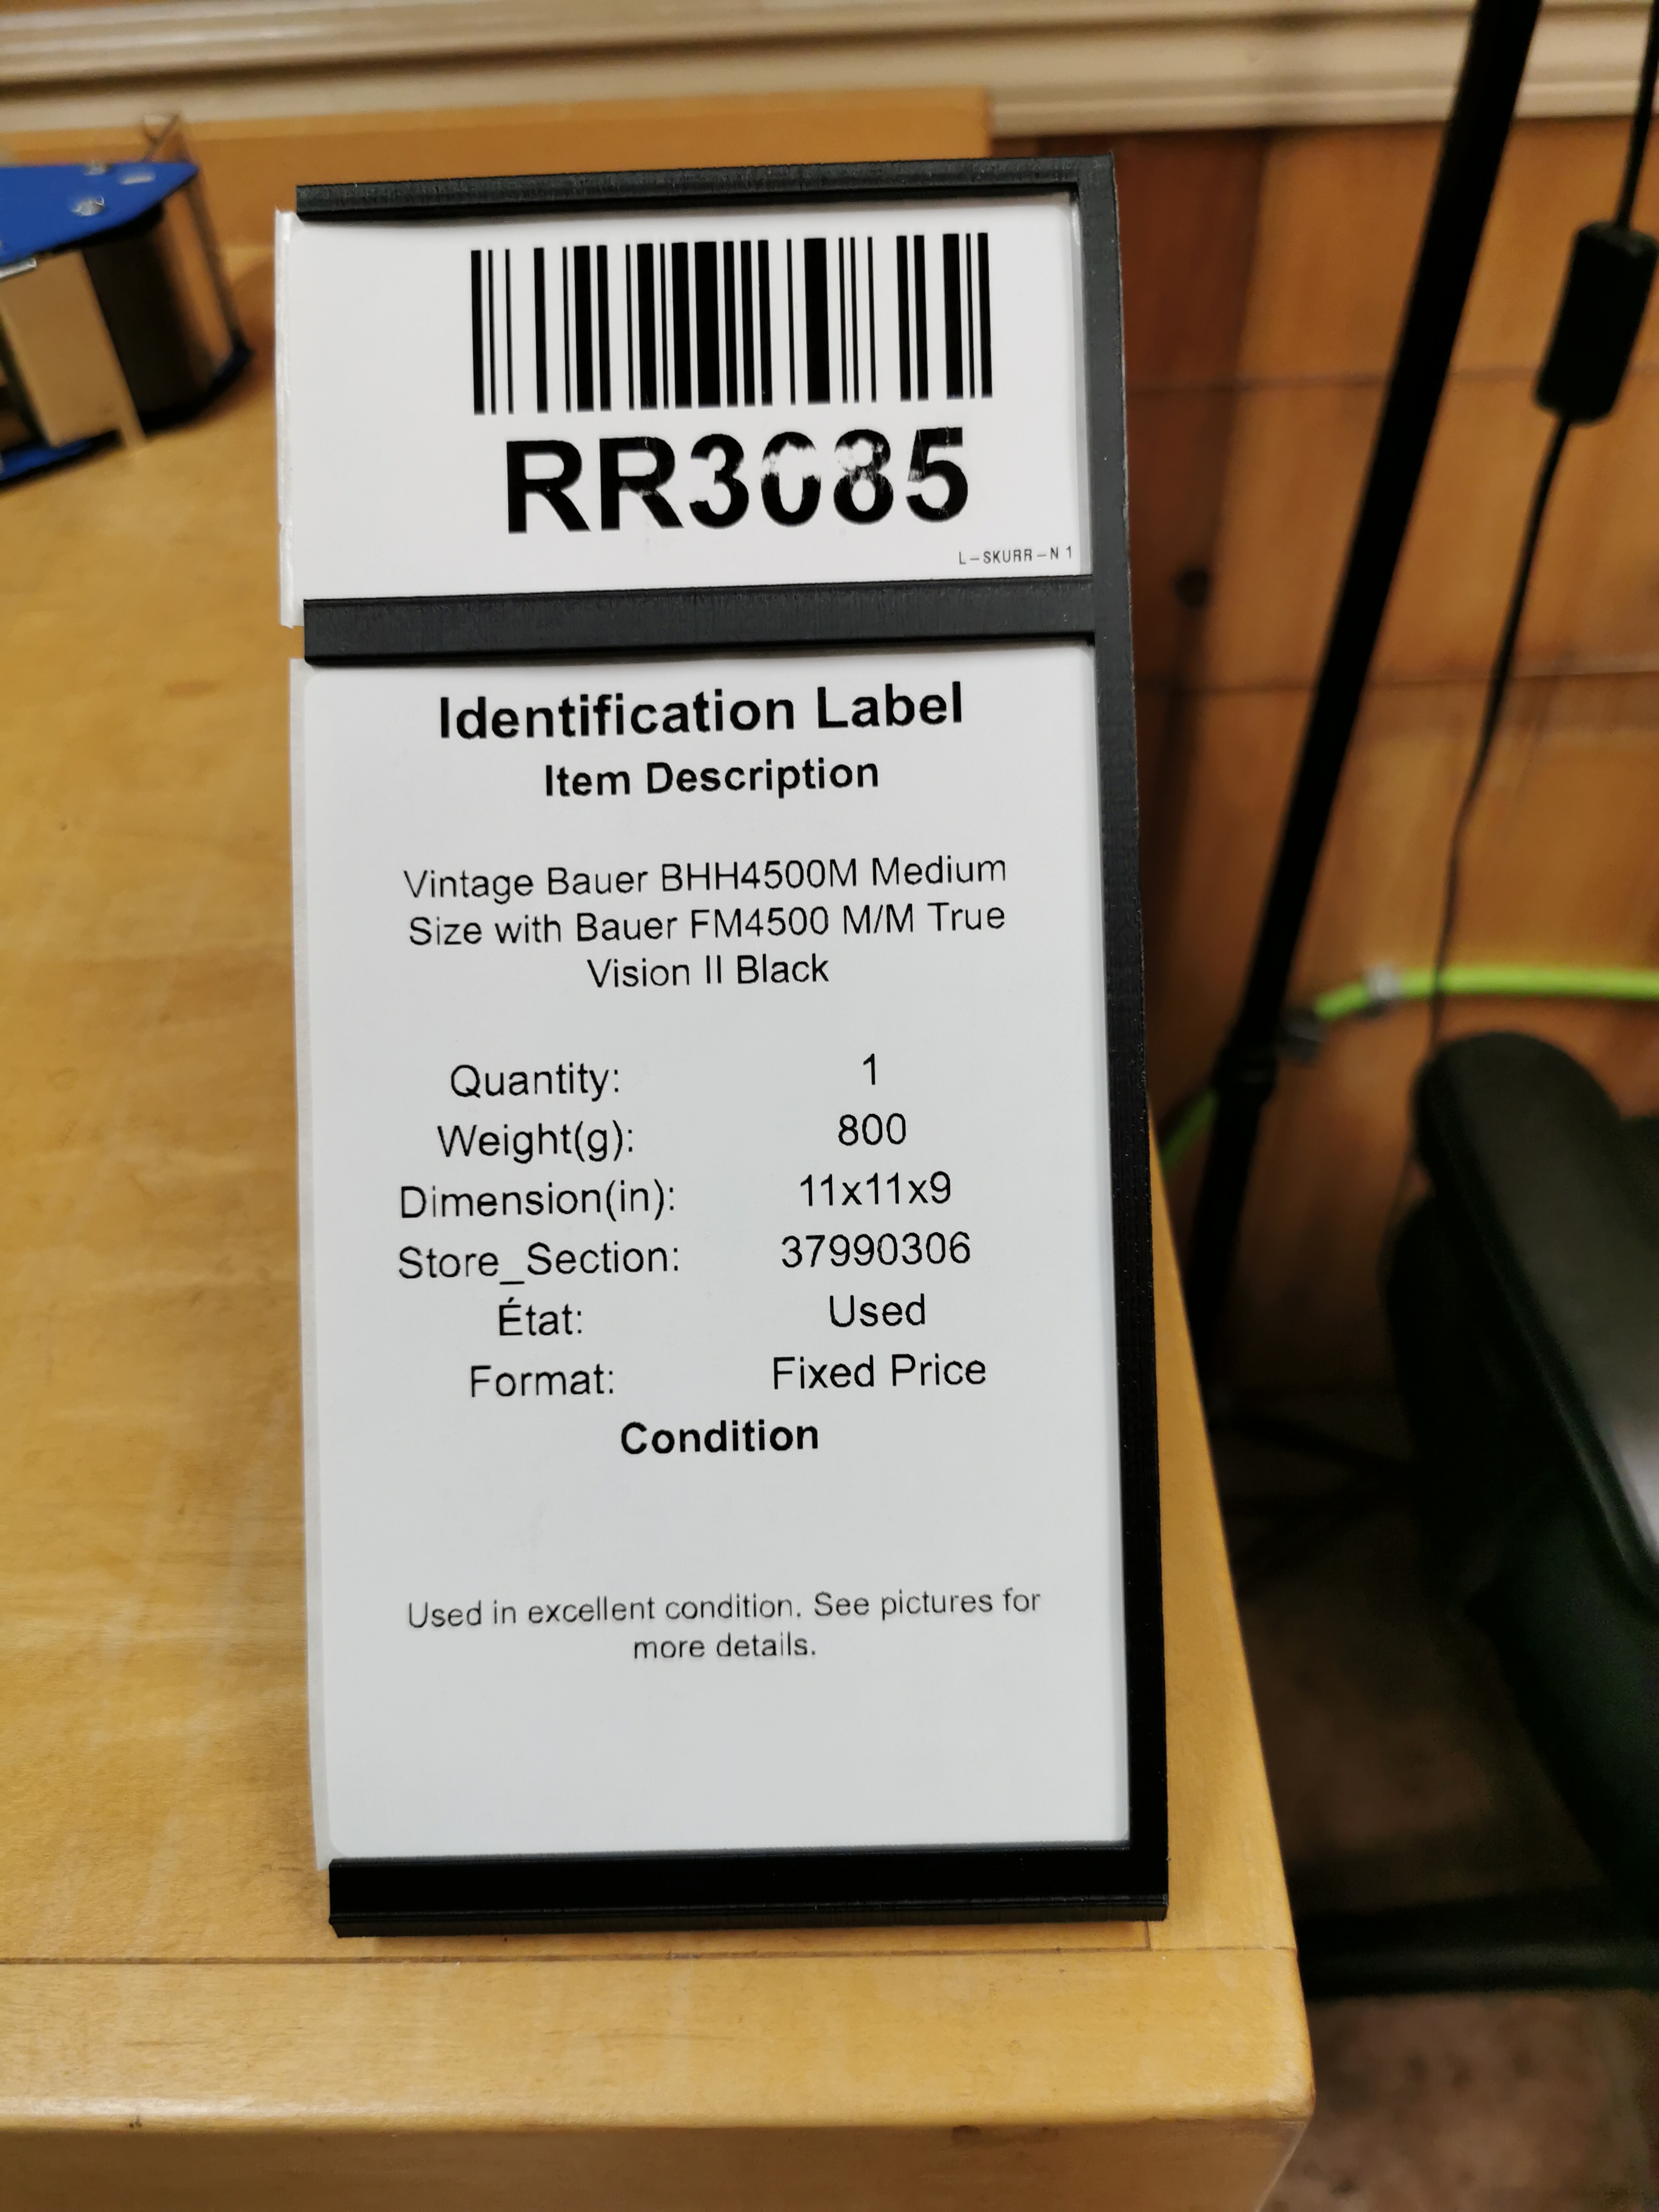 RR3085
L-SKURR-N 1
Identification Label
Item Description
Vintage Bauer BHH4500M Medium
Size with Bauer FM4500 M/M True
Vision II Black
Quantity: 1
Weight(g): 800
Dimension(in): 11x11x9
Store_Section: 37990306
État: Used
Format: Fixed Price
Condition
Used in excellent condition. See pictures for
more details.